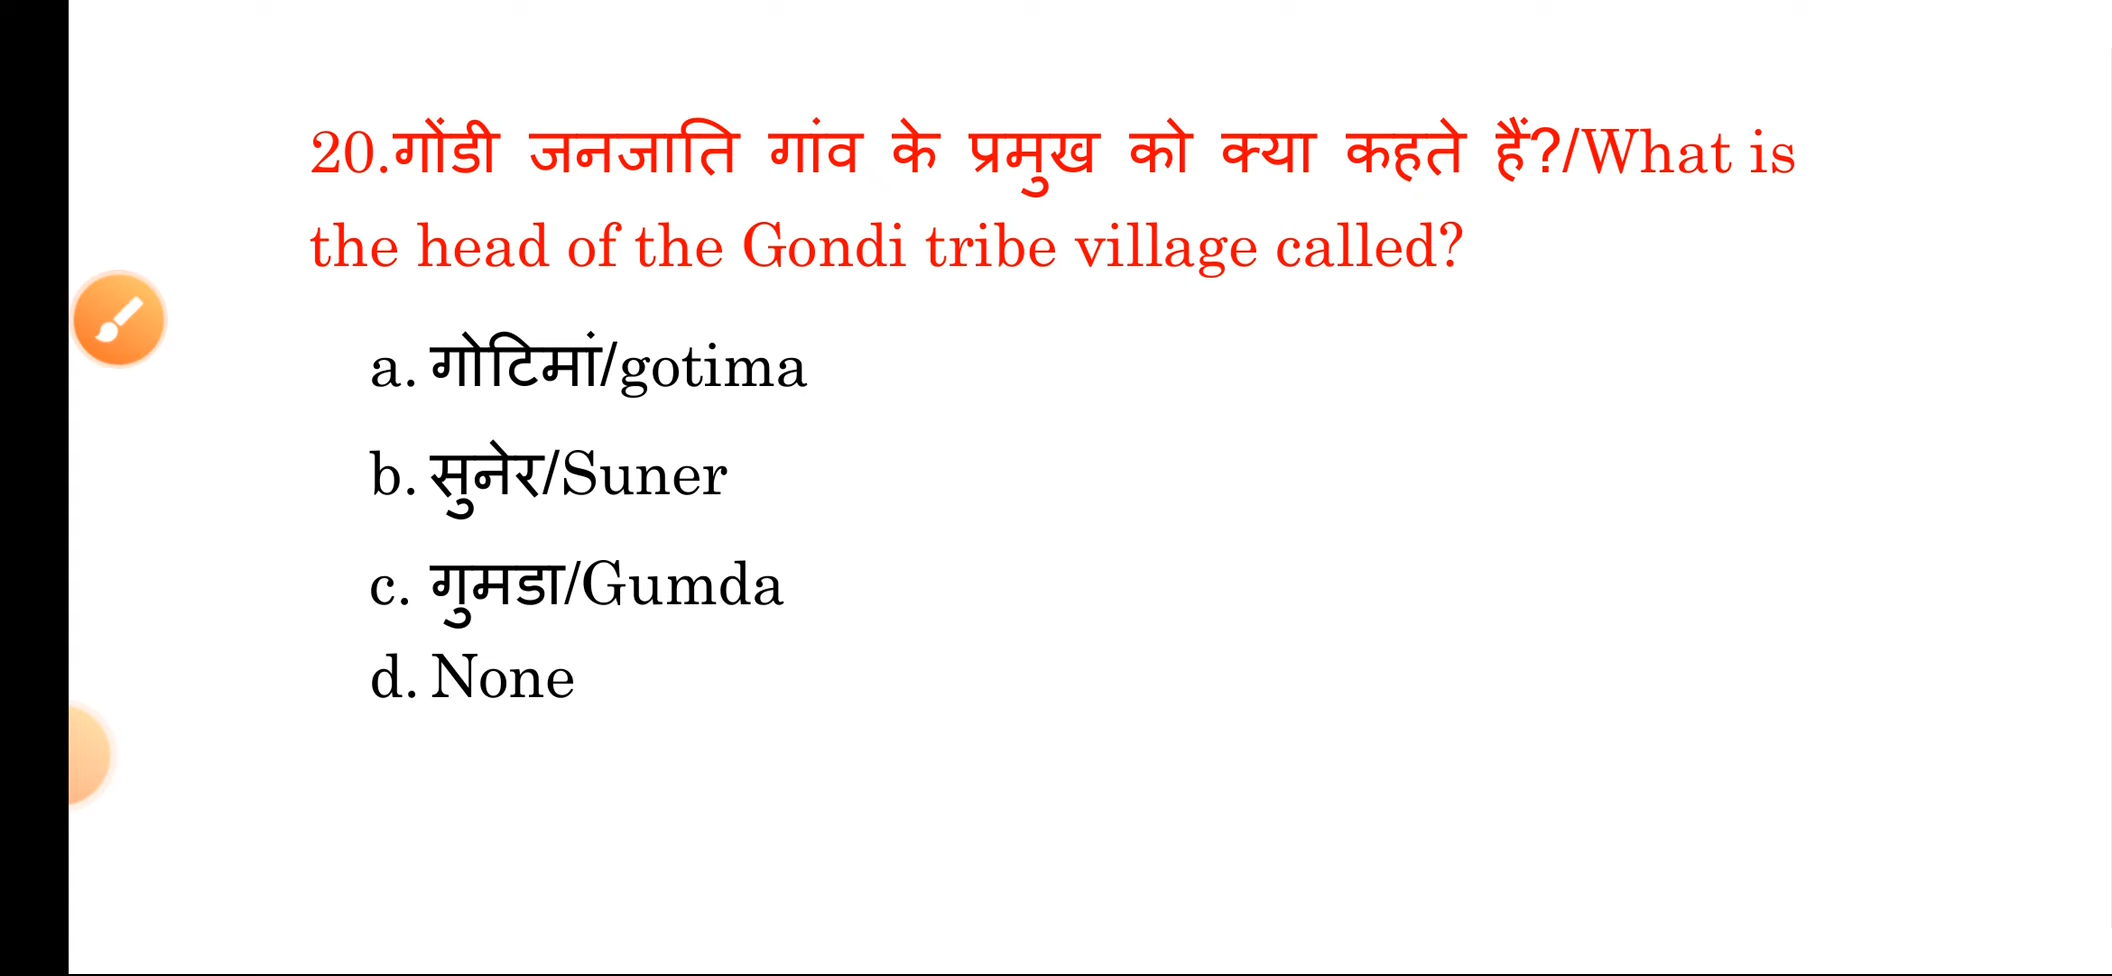 20.गोंडी जनजाति गांव के प्रमुख को क्या कहते हैं?/What is
the head of the Gondi tribe village called?
a. गोटिमां/gotima
b. सुनेर/Suner
c. गुमडा/Gumda
d. None